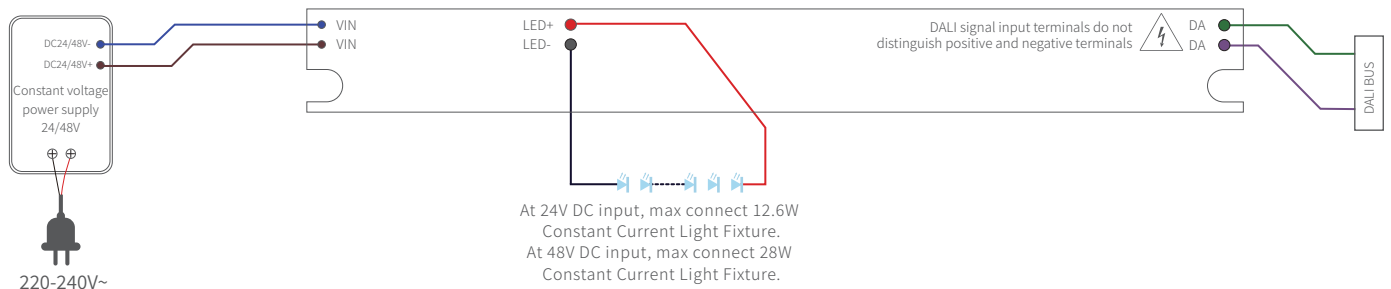 DC24/48V-
DC24/48V+
Constant voltage
power supply
24/48V
220-240V~
VIN
VIN
LED+
LED-
At 24V DC input, max connect 12.6W
Constant Current Light Fixture.
At 48V DC input, max connect 28W
Constant Current Light Fixture.
DALI signal input terminals do not
distinguish positive and negative terminals
DA
DA
DALI BUS